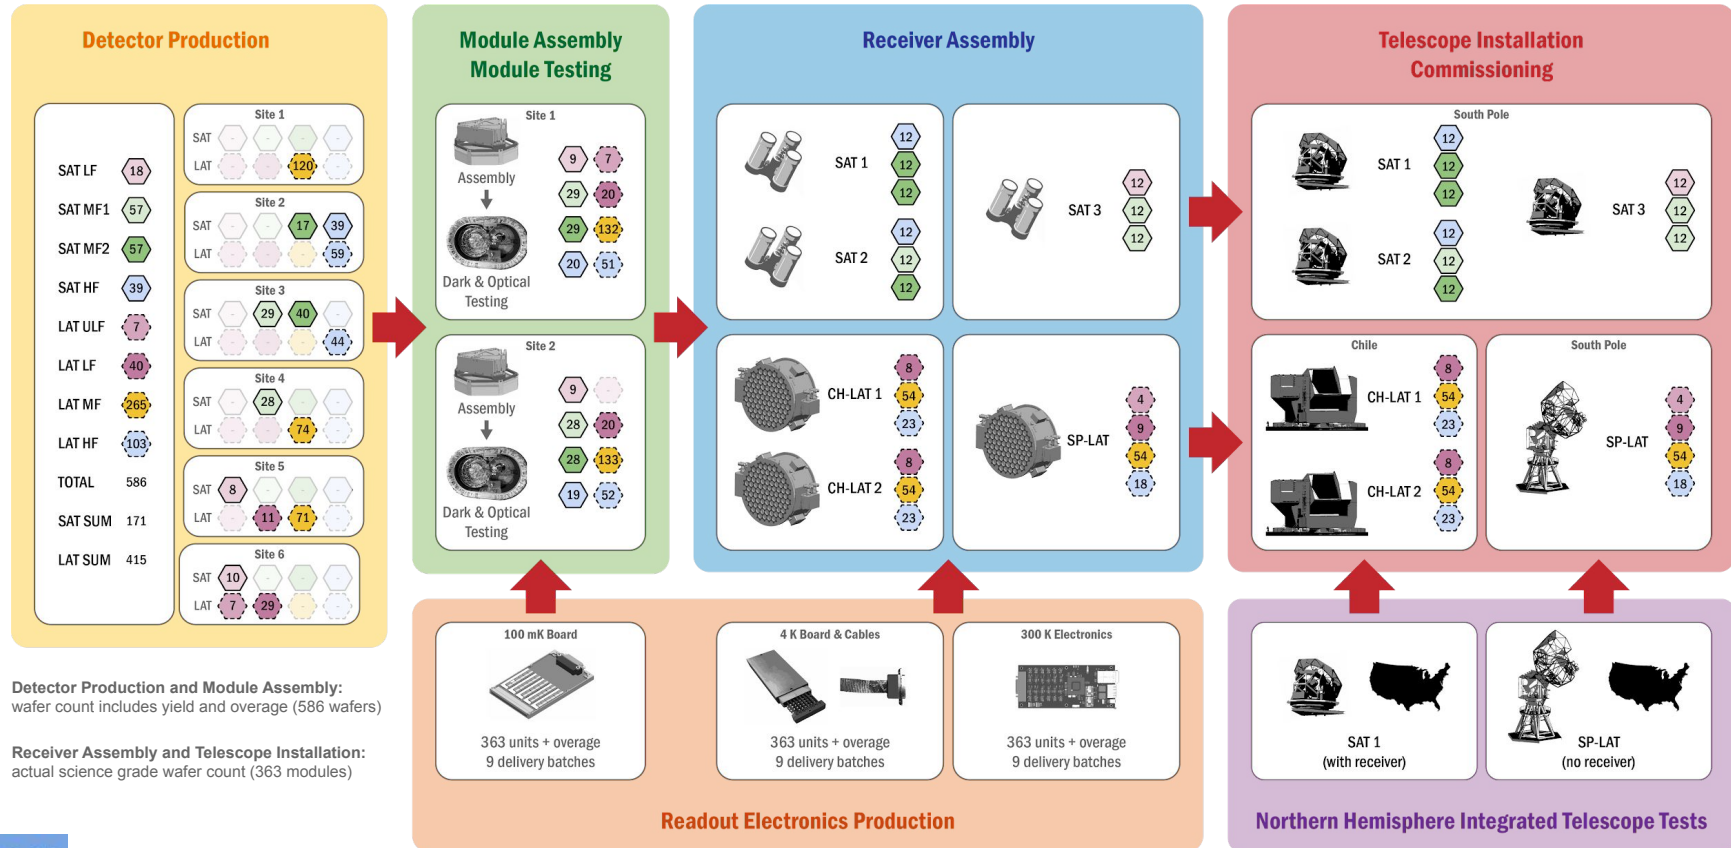 Detector Production
SAT LF 18
SAT MF1 57
SAT MF2 57
SAT HF 39
LAT ULF 7
LAT LF 40
LAT MF 265
LAT HF 103
TOTAL 586
SAT SUM 171
LAT SUM 415
Site 1
SAT - - - -
LAT - - 120 -
Site 2
SAT - - 17 39
LAT - - - 59
Site 3
SAT - 29 40 -
LAT - - - 44
Site 4
SAT - 28 - -
LAT - - 74 -
Site 5
SAT 8 - - -
LAT - 11 71 -
Site 6
SAT 10 - - -
LAT 7 29 - -
Detector Production and Module Assembly:
wafer count includes yield and overage (586 wafers)
Receiver Assembly and Telescope Installation:
actual science grade wafer count (363 modules)
Module Assembly
Module Testing
Site 1
Assembly
Dark & Optical
Testing
9 7
29 20
29 132
20 51
Site 2
Assembly
Dark & Optical
Testing
9
28 20
28 133
19 52
Receiver Assembly
SAT 1
12
12
12
SAT 2
12
12
12
SAT 3
12
12
12
CH-LAT 1
8
54
23
CH-LAT 2
8
54
23
SP-LAT
4
9
54
18
Telescope Installation
Commissioning
South Pole
SAT 1
12
12
12
SAT 2
12
12
12
SAT 3
12
12
12
Chile
CH-LAT 1
8
54
23
CH-LAT 2
8
54
23
South Pole
SP-LAT
4
9
54
18
100 mK Board
363 units + overage
9 delivery batches
4 K Board & Cables
363 units + overage
9 delivery batches
300 K Electronics
363 units + overage
9 delivery batches
Readout Electronics Production
SAT 1
(with receiver)
SP-LAT
(no receiver)
Northern Hemisphere Integrated Telescope Tests